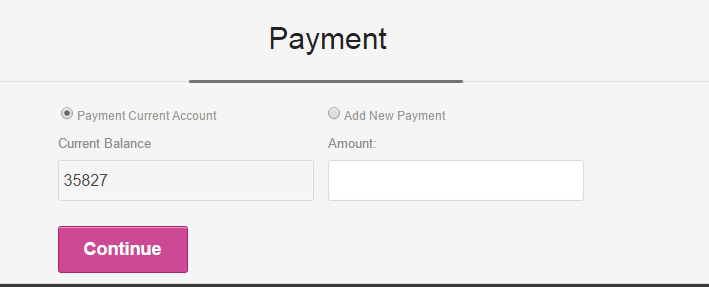 Payment
Payment Current Account
Add New Payment
Current Balance
Amount:
35827
Continue